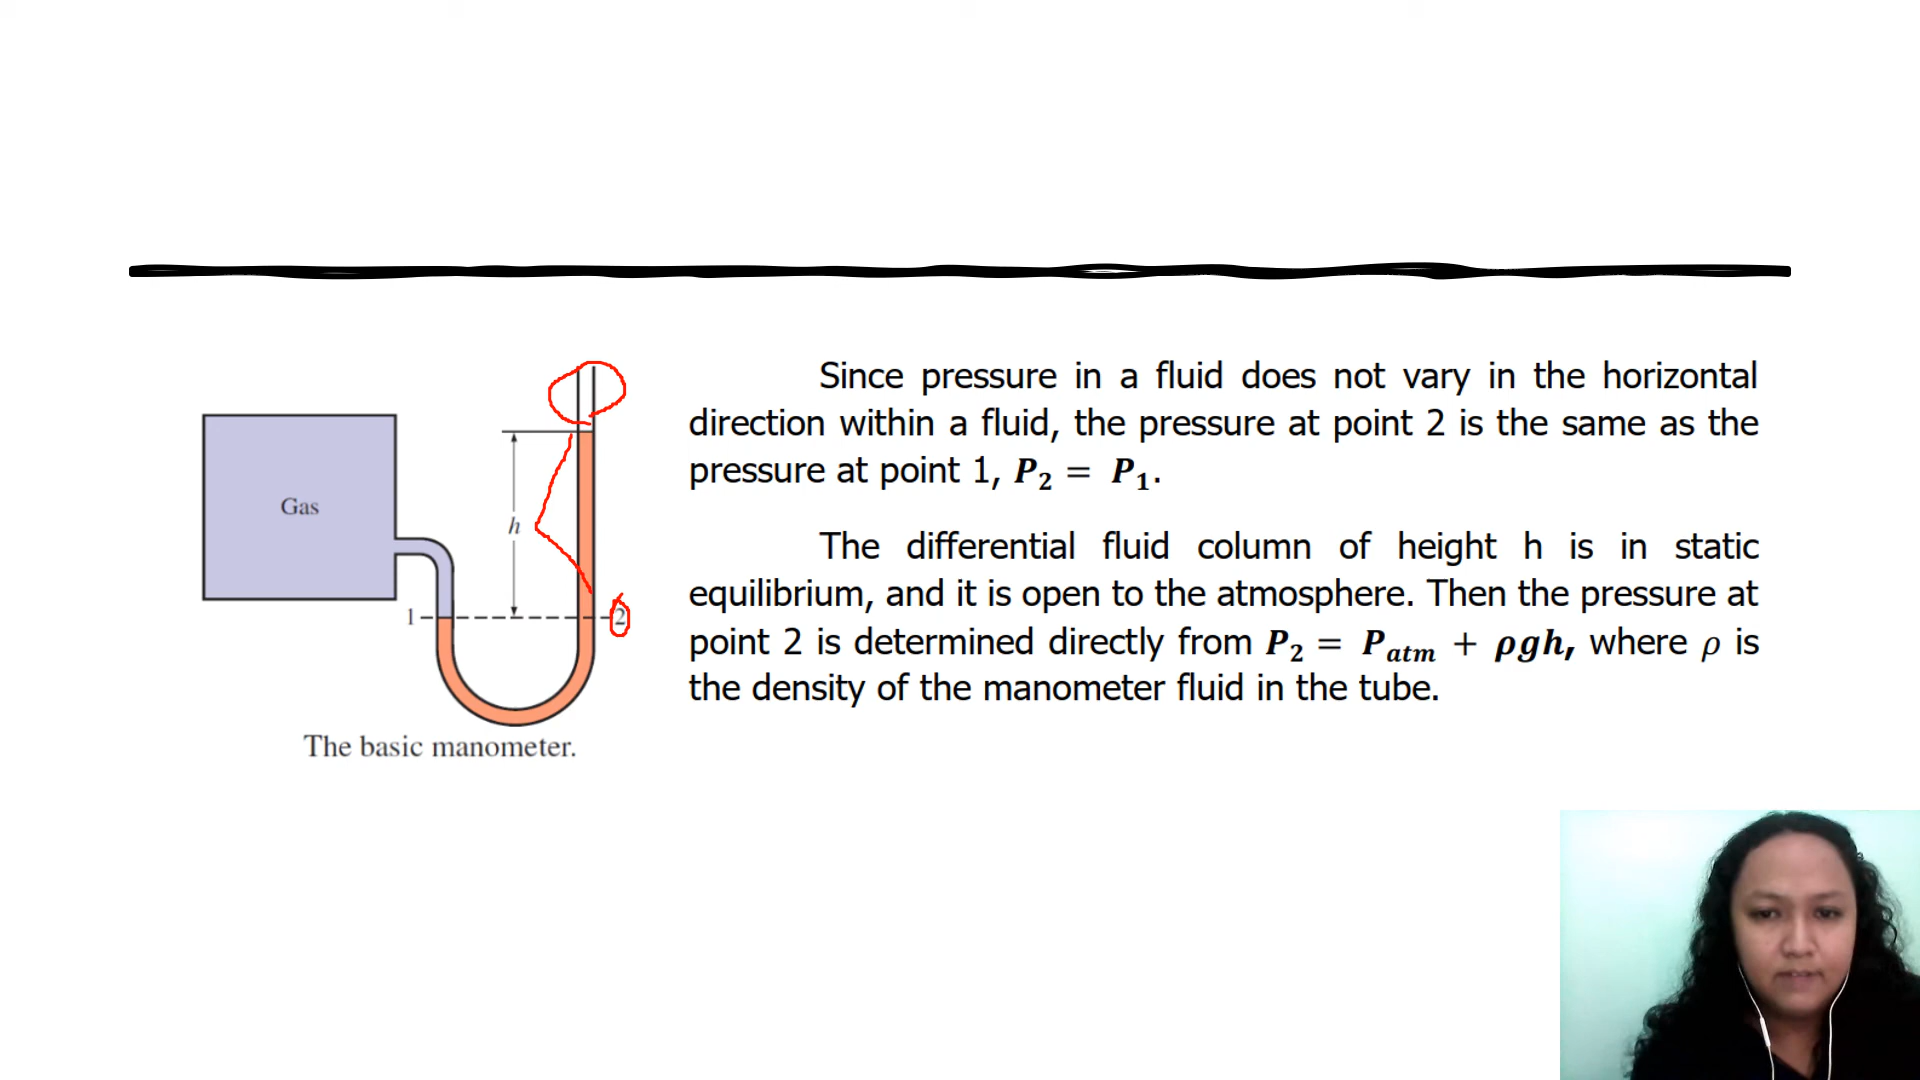 Since pressure in a fluid does not vary in the horizontal
direction within a fluid, the pressure at point 2 is the same as the
pressure at point 1, P₂ = P₁.
The differential fluid column of height h is in static
equilibrium, and it is open to the atmosphere. Then the pressure at
point 2 is determined directly from P₂ = Pₐₜₘ + ρgh, where ρ is
the density of the manometer fluid in the tube.
Gas
h
1
2
The basic manometer.